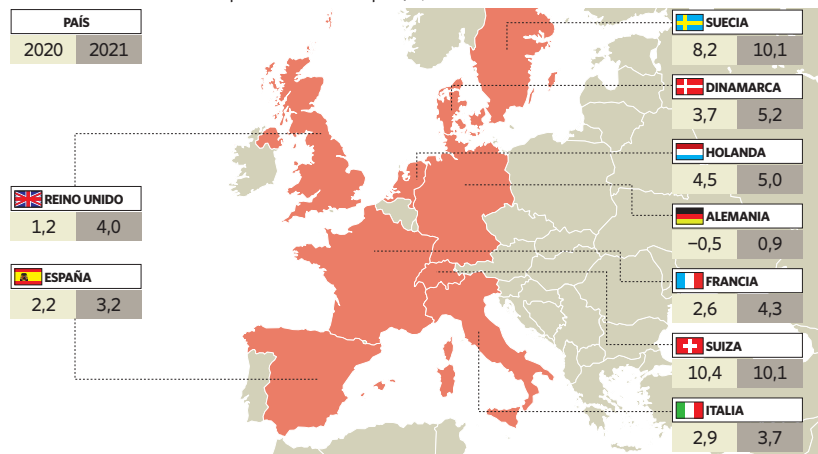 PAÍS
2020 2021
REINO UNIDO
1,2 4,0
ESPAÑA
2,2 3,2
SUECIA
8,2 10,1
DINAMARCA
3,7 5,2
HOLANDA
4,5 5,0
ALEMANIA
−0,5 0,9
FRANCIA
2,6 4,3
SUIZA
10,4 10,1
ITALIA
2,9 3,7